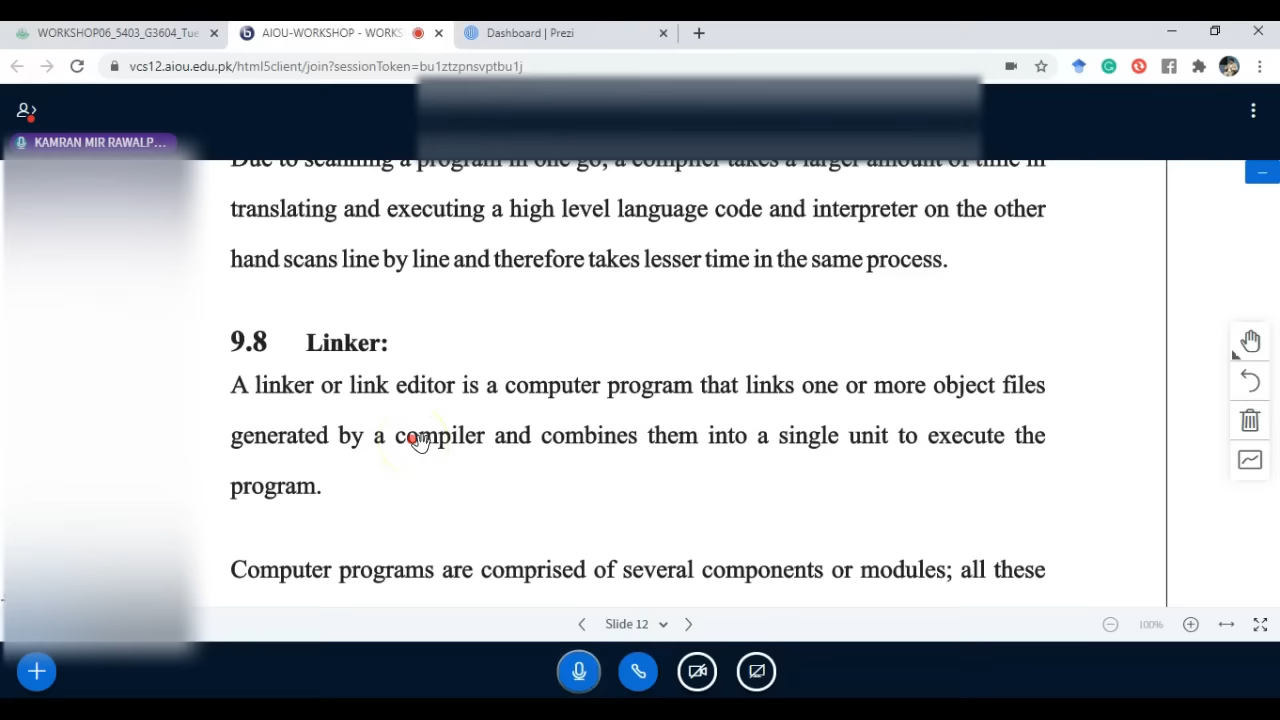 WORKSHOP06_5403_G3604_Tue
AIOU-WORKSHOP - WORKS
Dashboard | Prezi
vcs12.aiou.edu.pk/html5client/join?sessionToken=bu1ztzpnsvptbu1j
KAMRAN MIR RAWALP...
Due to scanning a program in one go, a compiler takes a larger amount of time in
translating and executing a high level language code and interpreter on the other
hand scans line by line and therefore takes lesser time in the same process.
9.8 Linker:
A linker or link editor is a computer program that links one or more object files
generated by a compiler and combines them into a single unit to execute the
program.
Computer programs are comprised of several components or modules; all these
Slide 12
100%